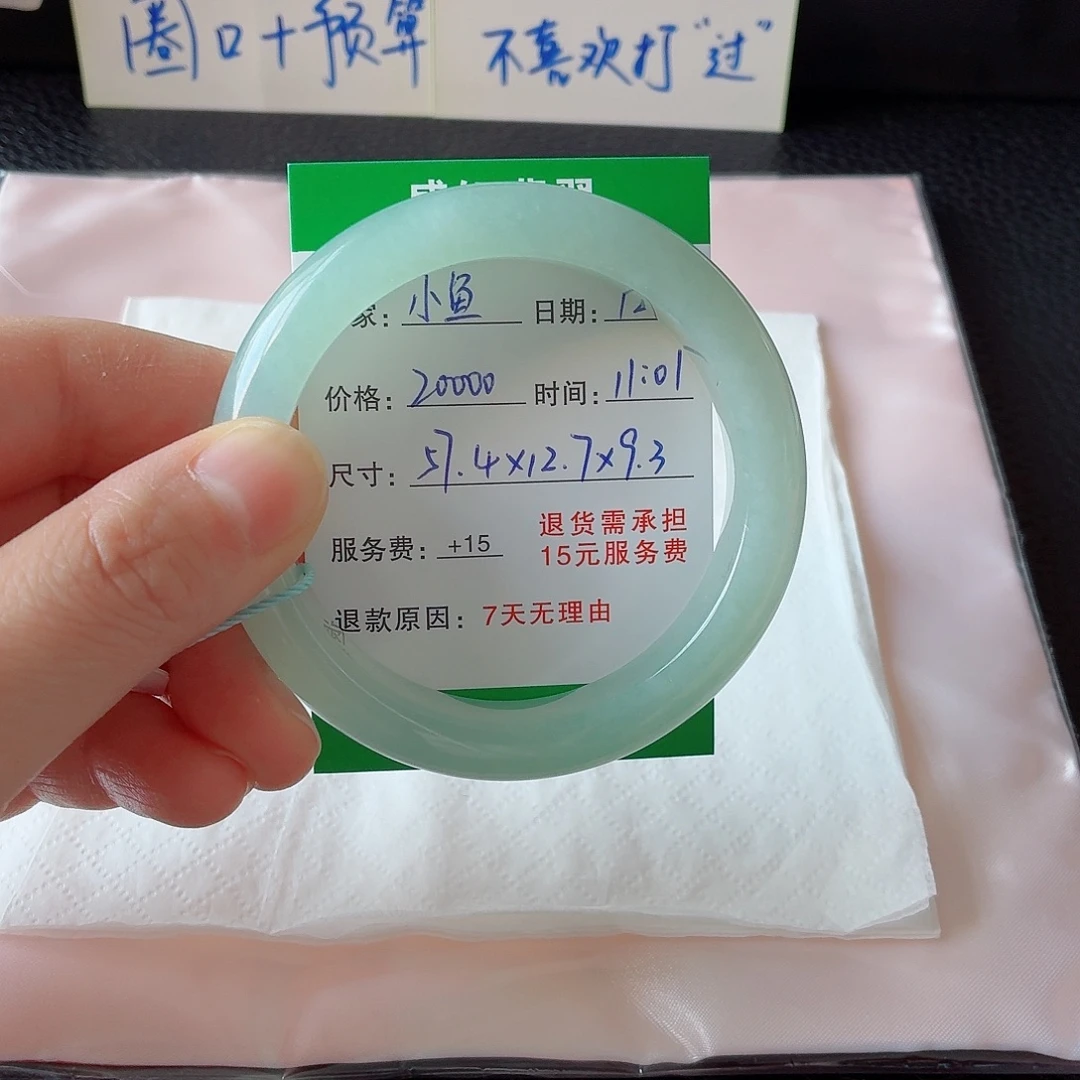 圈口+预算
不喜欢打“过”
家: 小鱼 日期: 12
价格: 20000 时间: 11:01
尺寸: 57.4×12.7×9.3
服务费: +15
退货需承担
15元服务费
退款原因: 7天无理由